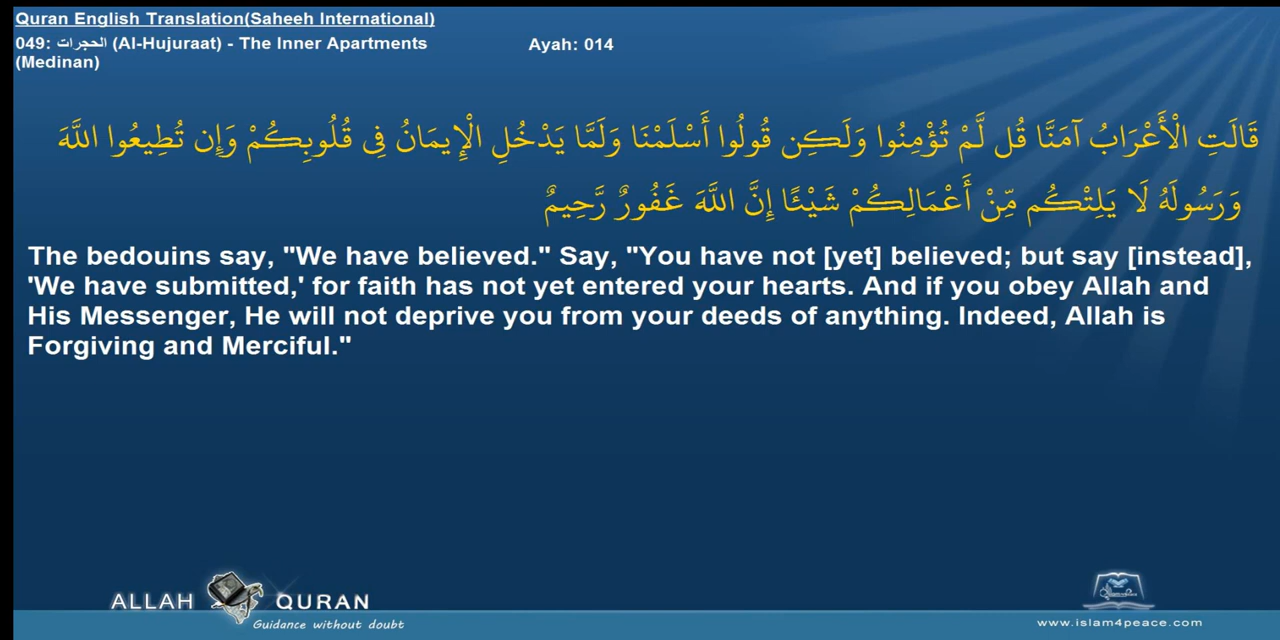 Quran English Translation(Saheeh International)
049: الحجرات (Al-Hujuraat) - The Inner Apartments (Medinan)
Ayah: 014
قَالَتِ الْأَعْرَابُ آمَنَّا قُل لَّمْ تُؤْمِنُوا وَلَكِن قُولُوا أَسْلَمْنَا وَلَمَّا يَدْخُلِ الْإِيمَانُ فِي قُلُوبِكُمْ وَإِن تُطِيعُوا اللَّهَ
وَرَسُولَهُ لَا يَلِتْكُم مِّنْ أَعْمَالِكُمْ شَيْئًا إِنَّ اللَّهَ غَفُورٌ رَّحِيمٌ
The bedouins say, "We have believed." Say, "You have not [yet] believed; but say [instead],
'We have submitted,' for faith has not yet entered your hearts. And if you obey Allah and
His Messenger, He will not deprive you from your deeds of anything. Indeed, Allah is
Forgiving and Merciful."
ALLAH QURAN
Guidance without doubt
www.islam4peace.com